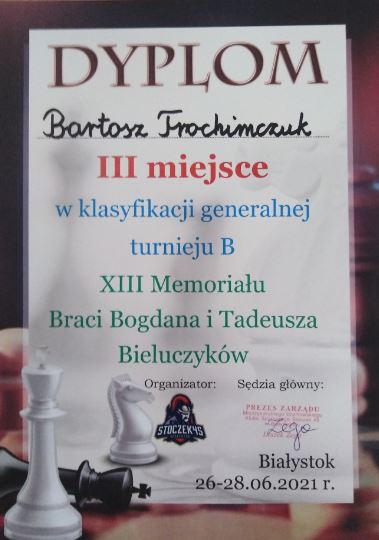 DYPLOM
Bartosz Trochimczuk
III miejsce
w klasyfikacji generalnej
turnieju B
XIII Memoriału
Braci Bogdana i Tadeusza
Bieluczyków
Organizator: Sędzia główny:
STOCZEK45
PREZES ZARZĄDU
Białystok
26-28.06.2021 r.